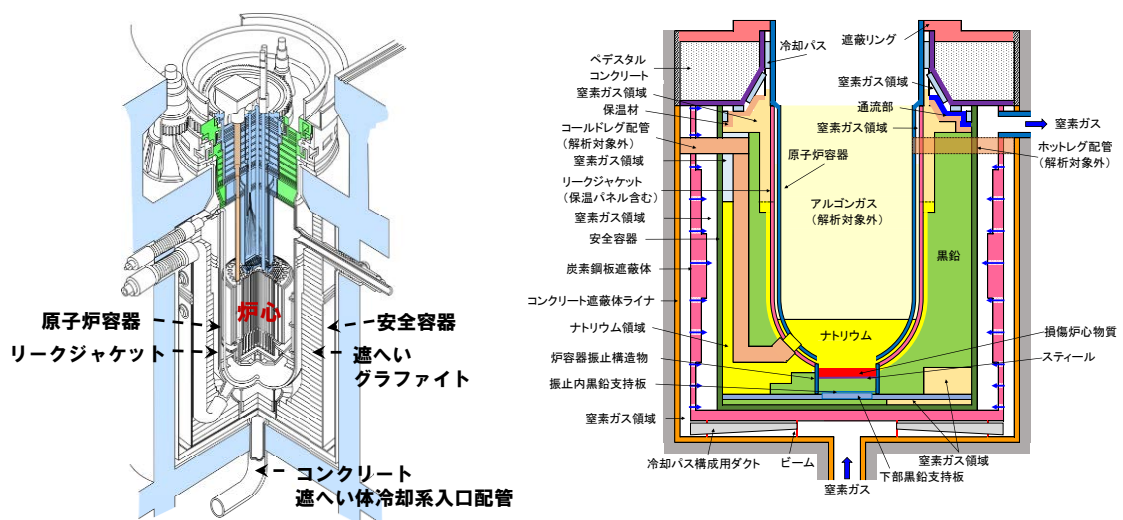 炉心
原子炉容器
リークジャケット
安全容器
遮へい
グラファイト
コンクリート
遮へい体冷却系入口配管
冷却パス
遮蔽リング
ペデスタル
コンクリート
窒素ガス領域
保温材
コールドレグ配管
(解析対象外)
窒素ガス領域
リークジャケット
(保温パネル含む)
窒素ガス領域
安全容器
炭素鋼板遮蔽体
コンクリート遮蔽体ライナ
ナトリウム領域
炉容器振止構造物
振止内黒鉛支持板
窒素ガス領域
冷却パス構成用ダクト
ビーム
窒素ガス
下部黒鉛支持板
窒素ガス領域
原子炉容器
アルゴンガス
(解析対象外)
ナトリウム
窒素ガス領域
通流部
窒素ガス領域
窒素ガス
ホットレグ配管
(解析対象外)
黒鉛
損傷炉心物質
スティール